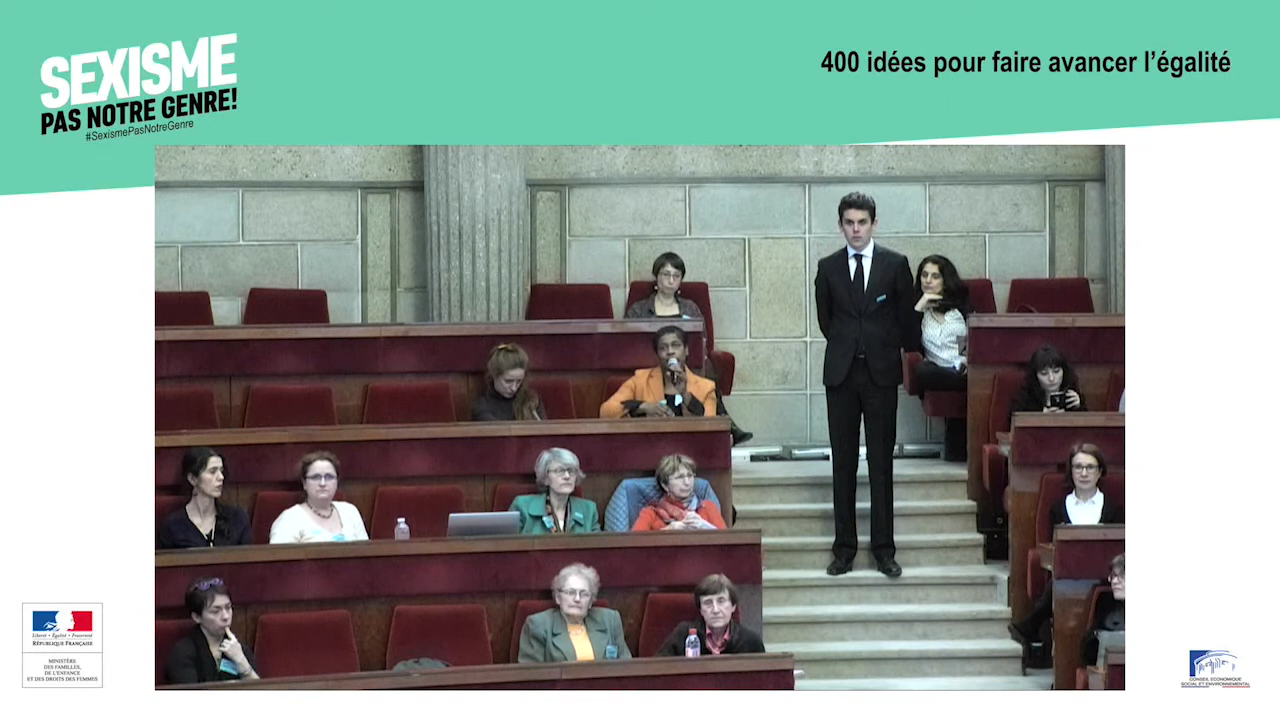 SEXISME
PAS NOTRE GENRE!
#SexismePasNotreGenre
400 idées pour faire avancer l'égalité
Liberté • Égalité • Fraternité
RÉPUBLIQUE FRANÇAISE
MINISTÈRE
DES FAMILLES,
DE L'ENFANCE
ET DES DROITS DES FEMMES
CONSEIL ECONOMIQUE
SOCIAL ET ENVIRONNEMENTAL